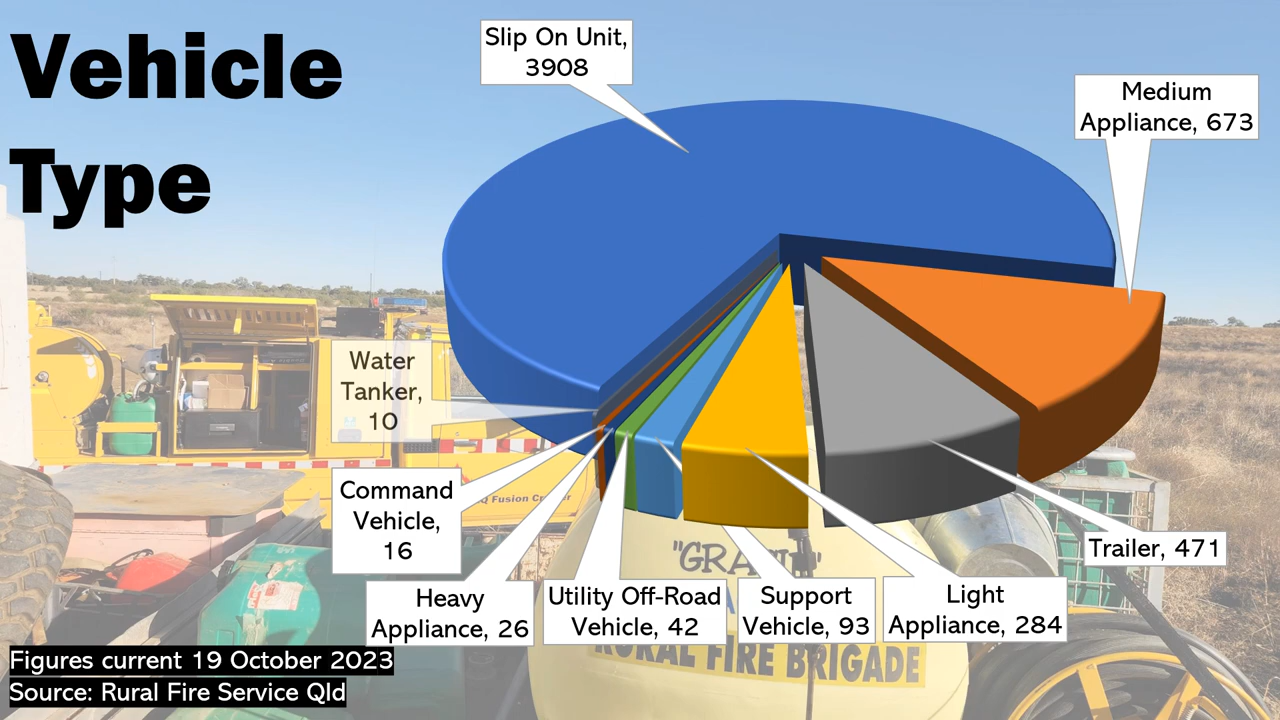 Vehicle
Type
Slip On Unit,
3908
Medium
Appliance, 673
Water
Tanker,
10
Command
Vehicle,
16
Heavy
Appliance, 26
Utility Off-Road
Vehicle, 42
Support
Vehicle, 93
Light
Appliance, 284
Trailer, 471
Fusion
RURAL FIRE BRIGADE
Figures current 19 October 2023
Source: Rural Fire Service Qld